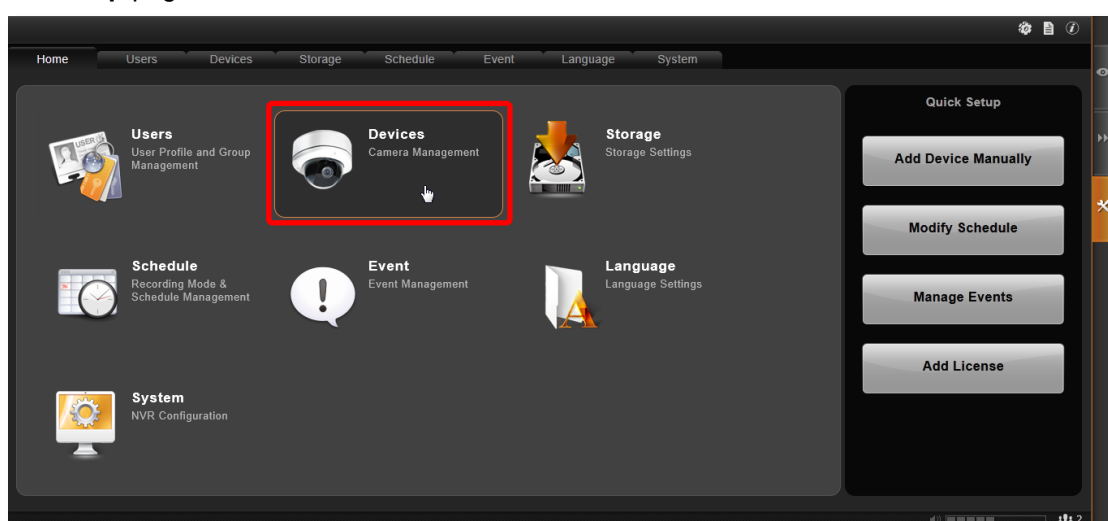 Home Users Devices Storage Schedule Event Language System
Quick Setup
Users
User Profile and Group
Management
Devices
Camera Management
Storage
Storage Settings
Add Device Manually
Modify Schedule
Schedule
Recording Mode &
Schedule Management
Event
Event Management
Language
Language Settings
Manage Events
Add License
System
NVR Configuration
2